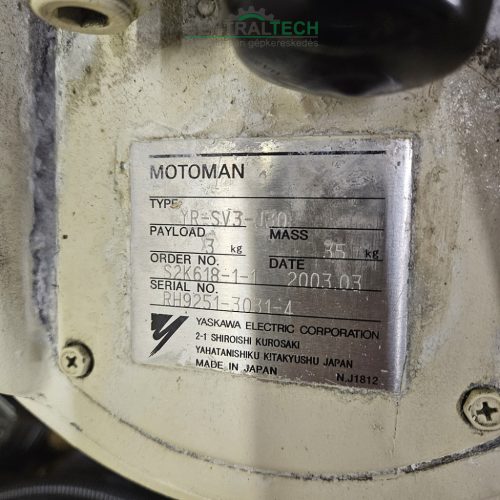 TRALTECH
gépkereskedés
MOTOMAN
TYPE YR-SV3-J30
PAYLOAD 3 kg MASS 35 kg
ORDER NO. S2K618-1-1 DATE 2003.03
SERIAL NO. RH9251-3031-4
YASKAWA ELECTRIC CORPORATION
2-1 SHIROISHI KUROSAKI
YAHATANISHIKU KITAKYUSHU JAPAN
MADE IN JAPAN N.J1812